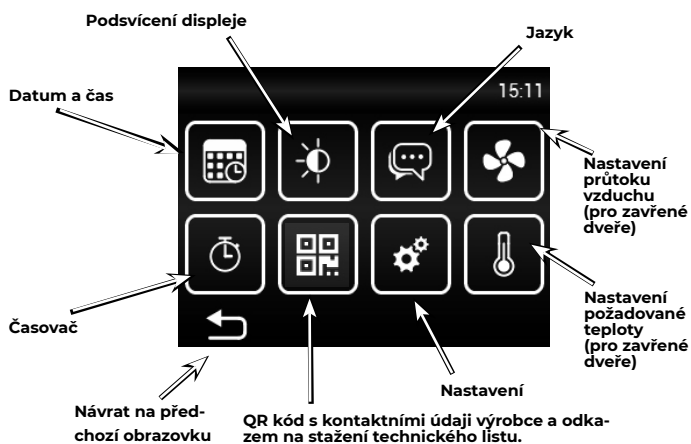 Podsvícení displeje
Jazyk
Datum a čas
15:11
Nastavení
průtoku
vzduchu
(pro zavřené
dveře)
Časovač
Nastavení
požadované
teploty
(pro zavřené
dveře)
Nastavení
Návrat na před-
chozí obrazovku
QR kód s kontaktními údaji výrobce a odka-
zem na stažení technického listu.